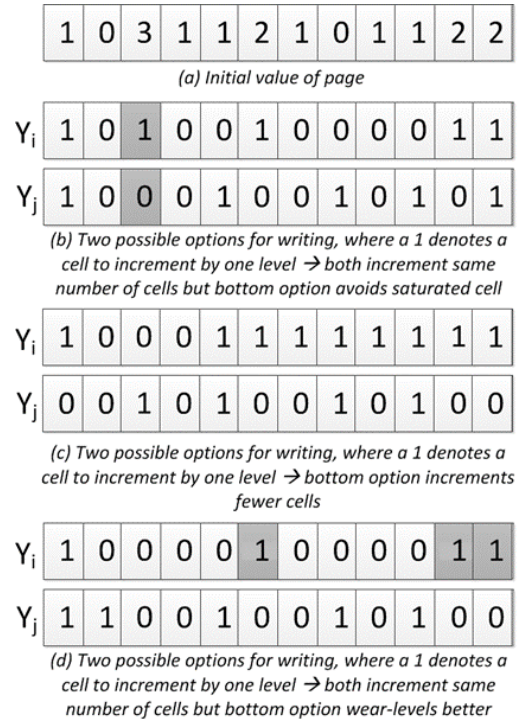 1 0 3 1 1 2 1 0 1 1 2 2
(a) Initial value of page
Yi 1 0 1 0 0 1 0 0 0 0 1 1
Yj 1 0 0 0 1 0 0 1 0 1 0 1
(b) Two possible options for writing, where a 1 denotes a
cell to increment by one level → both increment same
number of cells but bottom option avoids saturated cell
Yi 1 0 0 0 1 1 1 1 1 1 1 1
Yj 0 0 1 0 1 0 0 1 0 1 0 0
(c) Two possible options for writing, where a 1 denotes a
cell to increment by one level → bottom option increments
fewer cells
Yi 1 0 0 0 0 1 0 0 0 0 1 1
Yj 1 1 0 0 1 0 0 1 0 1 0 0
(d) Two possible options for writing, where a 1 denotes a
cell to increment by one level → both increment same
number of cells but bottom option wear-levels better